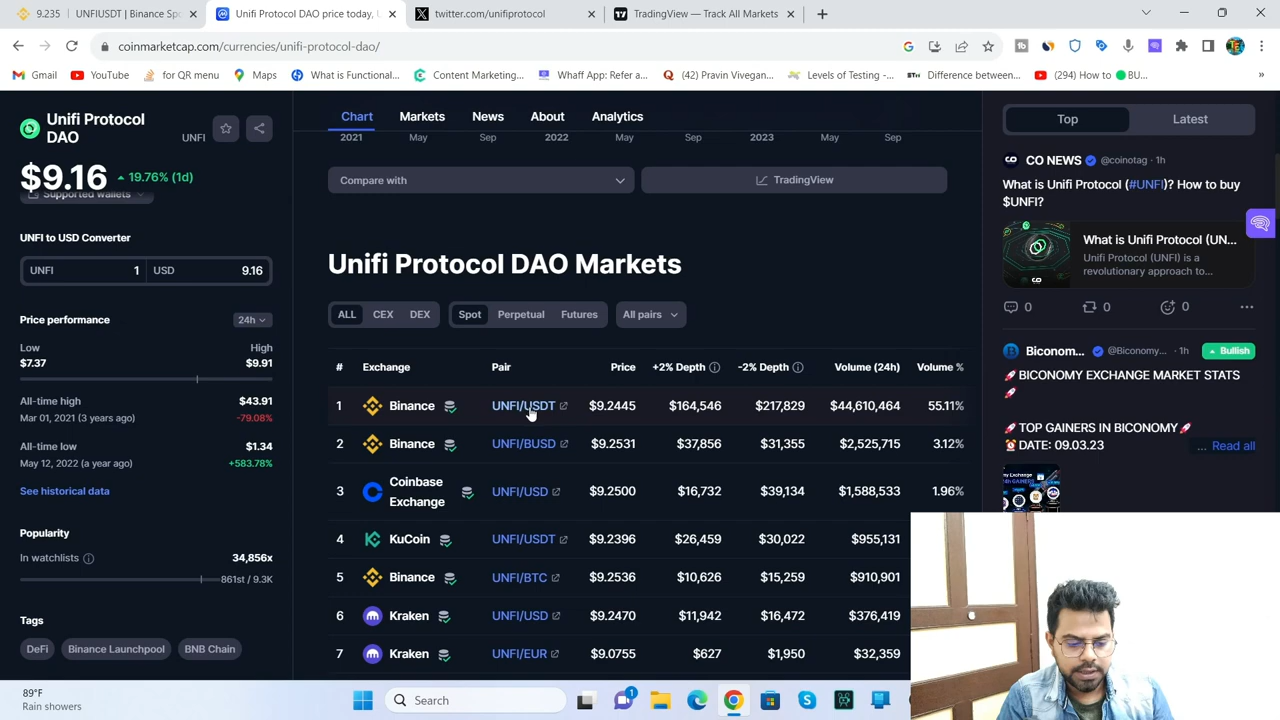 9.235 UNFIUSDT | Binance Spo
Unifi Protocol DAO price today, U
twitter.com/unifiprotocol
TradingView — Track All Markets
coinmarketcap.com/currencies/unifi-protocol-dao/
Gmail
YouTube
for QR menu
Maps
What is Functional...
Content Marketing...
Whaff App: Refer a...
(42) Pravin Vivegan...
Levels of Testing -...
Difference between...
(294) How to BU...
Unifi Protocol
DAO
UNFI
$9.16
19.76% (1d)
Supported wallets
UNFI to USD Converter
UNFI 1 USD 9.16
Price performance
24h
Low High
$7.37 $9.91
All-time high $43.91
Mar 01, 2021 (3 years ago) -79.08%
All-time low $1.34
May 12, 2022 (a year ago) +583.78%
See historical data
Popularity
In watchlists 34,856x
861st / 9.3K
Tags
DeFi Binance Launchpool BNB Chain
Chart Markets News About Analytics
2021 May Sep 2022 May Sep 2023 May Sep
Compare with
TradingView
Unifi Protocol DAO Markets
ALL CEX DEX Spot Perpetual Futures All pairs
# Exchange Pair Price +2% Depth -2% Depth Volume (24h) Volume %
1 Binance UNFI/USDT $9.2445 $164,546 $217,829 $44,610,464 55.11%
2 Binance UNFI/BUSD $9.2531 $37,856 $31,355 $2,525,715 3.12%
3 Coinbase Exchange UNFI/USD $9.2500 $16,732 $39,134 $1,588,533 1.96%
4 KuCoin UNFI/USDT $9.2396 $26,459 $30,022 $955,131
5 Binance UNFI/BTC $9.2536 $10,626 $15,259 $910,901
6 Kraken UNFI/USD $9.2470 $11,942 $16,472 $376,419
7 Kraken UNFI/EUR $9.0755 $627 $1,950 $32,359
Top Latest
CO NEWS @coinotag · 1h
What is Unifi Protocol (#UNFI)? How to buy
$UNFI?
What is Unifi Protocol (UN...
Unifi Protocol (UNFI) is a
revolutionary approach to...
0 0 0
Biconom... @Biconomy... · 1h Bullish
BICONOMY EXCHANGE MARKET STATS
TOP GAINERS IN BICONOMY
DATE: 09.03.23 ... Read all
89°F
Rain showers
Search
1